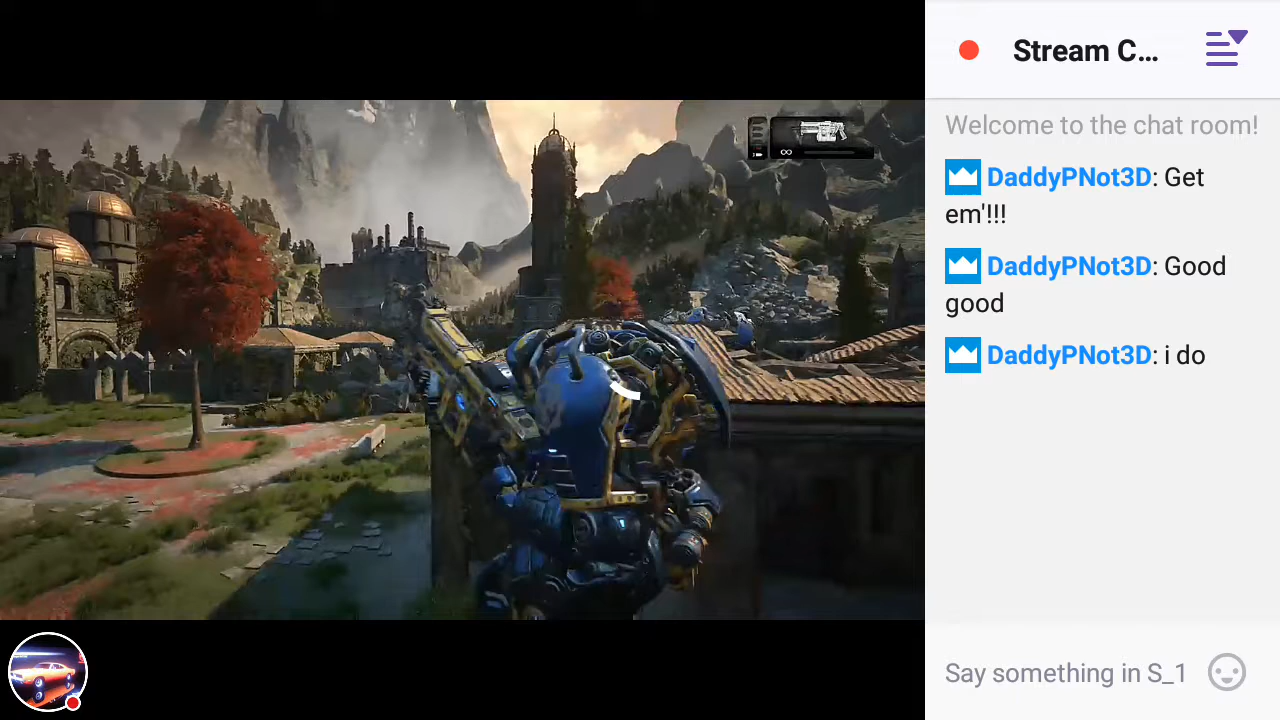 Stream C…
Welcome to the chat room!
DaddyPNot3D: Get
em'!!!
DaddyPNot3D: Good
good
DaddyPNot3D: i do
Say something in S_1